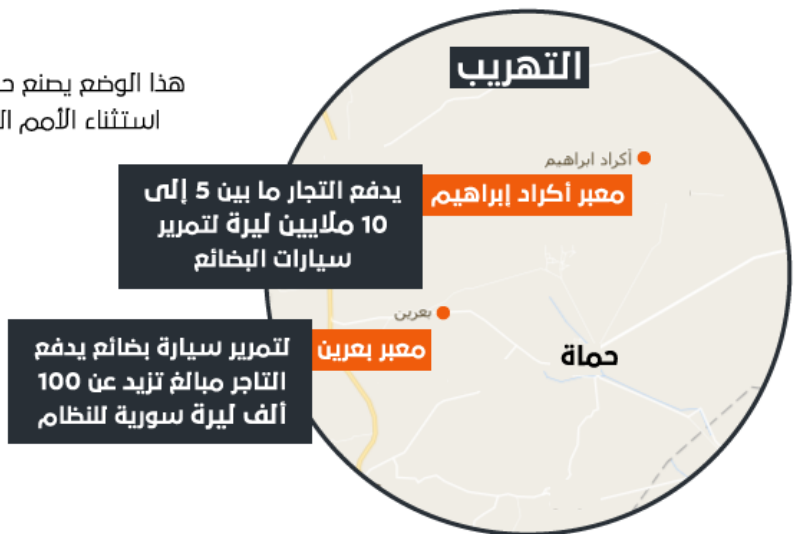 التهريب
هذا الوضع يصنع
استثناء الأمم
أكراد ابراهيم
معبر أكراد إبراهيم
يدفع التجار ما بين 5 إلى
10 ملايين ليرة لتمرير
سيارات البضائع
بعرين
معبر بعرين
لتمرير سيارة بضائع يدفع
التاجر مبالغ تزيد عن 100
ألف ليرة سورية للنظام
حماة